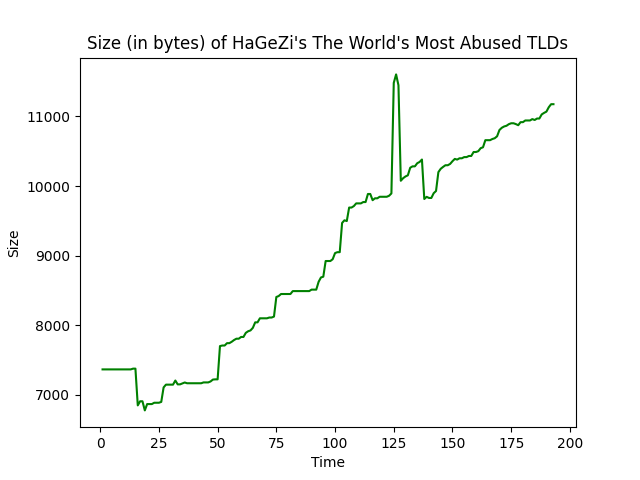 Size (in bytes) of HaGeZi's The World's Most Abused TLDs
Size
11000
10000
9000
8000
7000
0 25 50 75 100 125 150 175 200
Time